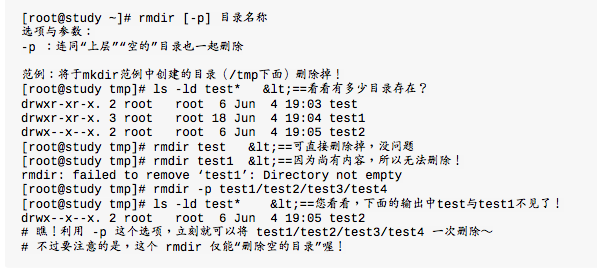 [root@study ~]# rmdir [-p] 目录名称
选项与参数：
-p ：连同“上层”“空的”目录也一起删除
范例：将于mkdir范例中创建的目录（/tmp下面）删除掉！
[root@study tmp]# ls -ld test*   &lt;==看看有多少目录存在？
drwxr-xr-x. 2 root   root  6 Jun  4 19:03 test
drwxr-xr-x. 3 root   root 18 Jun  4 19:04 test1
drwx--x--x. 2 root   root  6 Jun  4 19:05 test2
[root@study tmp]# rmdir test   &lt;==可直接删除掉，没问题
[root@study tmp]# rmdir test1  &lt;==因为尚有内容，所以无法删除！
rmdir: failed to remove ‘test1’: Directory not empty
[root@study tmp]# rmdir -p test1/test2/test3/test4
[root@study tmp]# ls -ld test*    &lt;==您看看，下面的输出中test与test1不见了！
drwx--x--x. 2 root   root  6 Jun  4 19:05 test2
# 瞧！利用 -p 这个选项，立刻就可以将 test1/test2/test3/test4 一次删除～
# 不过要注意的是，这个 rmdir 仅能“删除空的目录”喔！